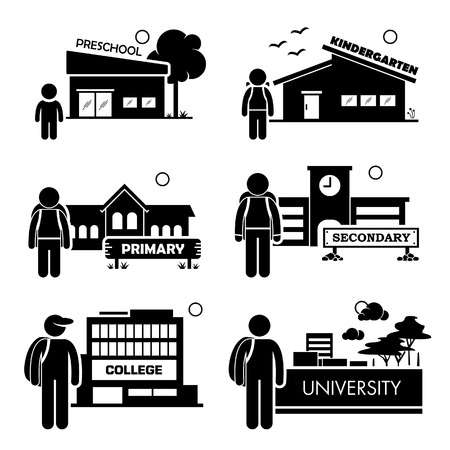 PRESCHOOL
KINDERGARTEN
PRIMARY
SECONDARY
COLLEGE
UNIVERSITY